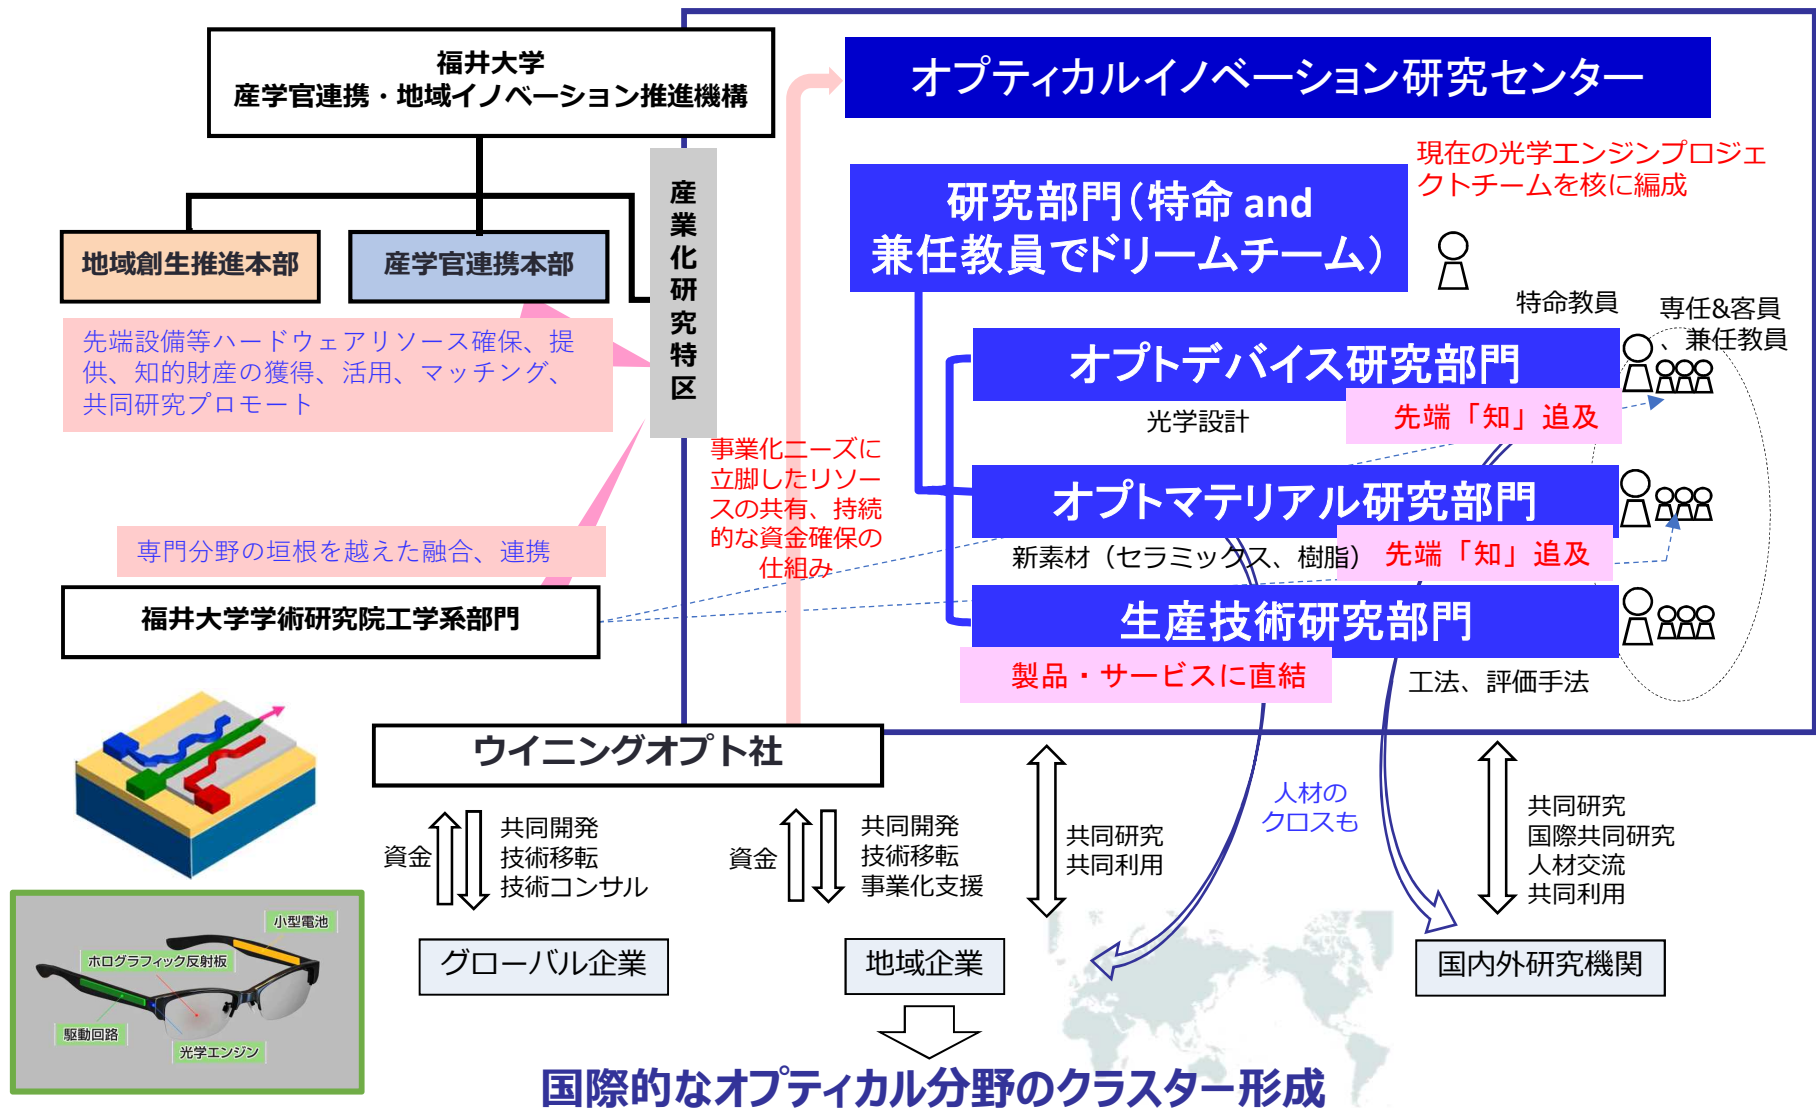 福井大学
産学官連携・地域イノベーション推進機構
地域創生推進本部
産学官連携本部
産業化研究特区
先端設備等ハードウェアリソース確保、提
供、知的財産の獲得、活用、マッチング、
共同研究プロモート
専門分野の垣根を越えた融合、連携
福井大学学術研究院工学系部門
事業化ニーズに
立脚したリソー
スの共有、持続
的な資金確保の
仕組み
オプティカルイノベーション研究センター
現在の光学エンジンプロジェ
クトチームを核に編成
研究部門(特命 and
兼任教員でドリームチーム)
特命教員
専任&客員
、兼任教員
オプトデバイス研究部門
先端「知」追及
光学設計
オプトマテリアル研究部門
先端「知」追及
新素材（セラミックス、樹脂）
生産技術研究部門
製品・サービスに直結
工法、評価手法
ウイニングオプト社
資金
共同開発
技術移転
技術コンサル
資金
共同開発
技術移転
事業化支援
共同研究
共同利用
人材の
クロスも
共同研究
国際共同研究
人材交流
共同利用
グローバル企業
地域企業
国内外研究機関
小型電池
ホログラフィック反射板
駆動回路
光学エンジン
国際的なオプティカル分野のクラスター形成